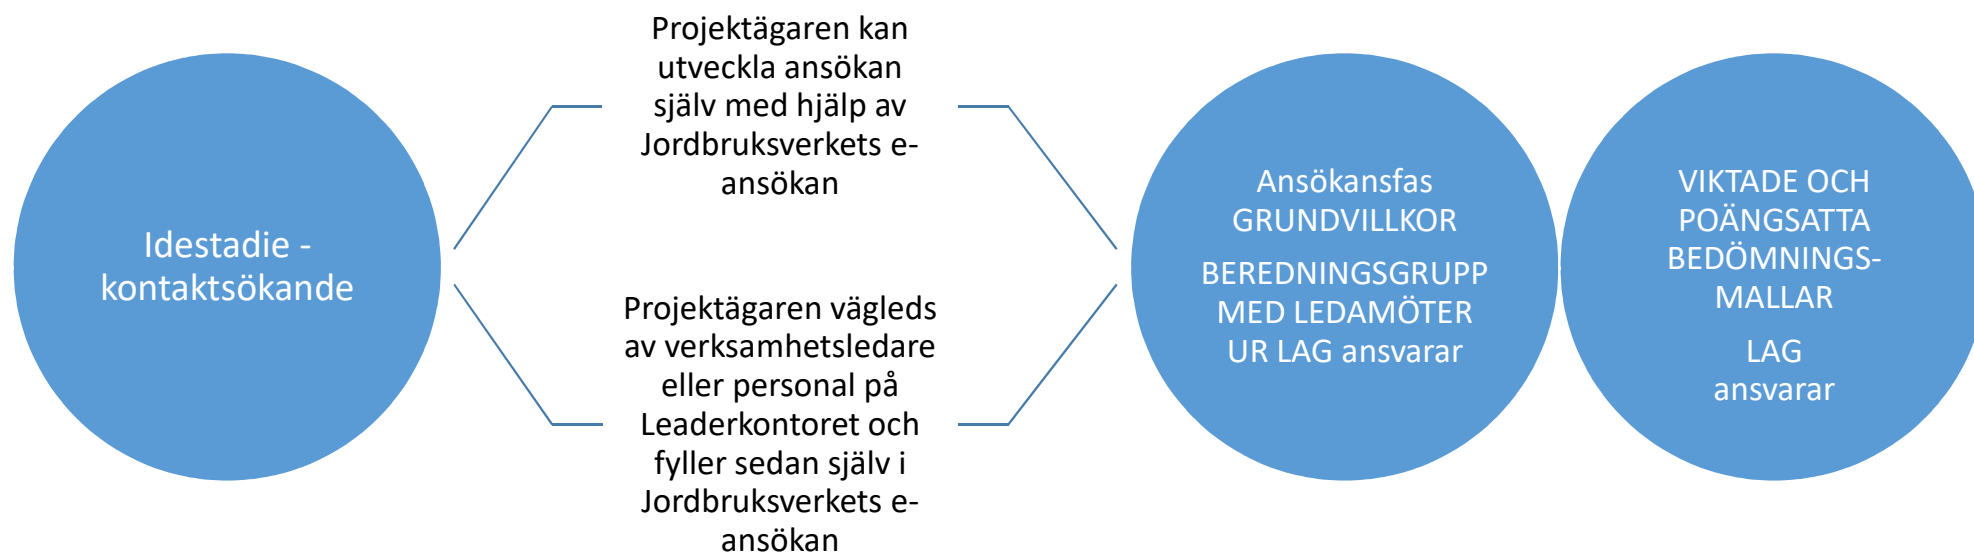 Idestadie -
kontaktsökande
Projektägaren kan
utveckla ansökan
själv med hjälp av
Jordbruksverkets e-
ansökan
Projektägaren vägleds
av verksamhetsledare
eller personal på
Leaderkontoret och
fyller sedan själv i
Jordbruksverkets e-
ansökan
Ansökansfas
GRUNDVILLKOR
BEREDNINGSGRUPP
MED LEDAMÖTER
UR LAG ansvarar
VIKTADE OCH
POÄNGSATTA
BEDÖMNINGS-
MALLAR
LAG
ansvarar